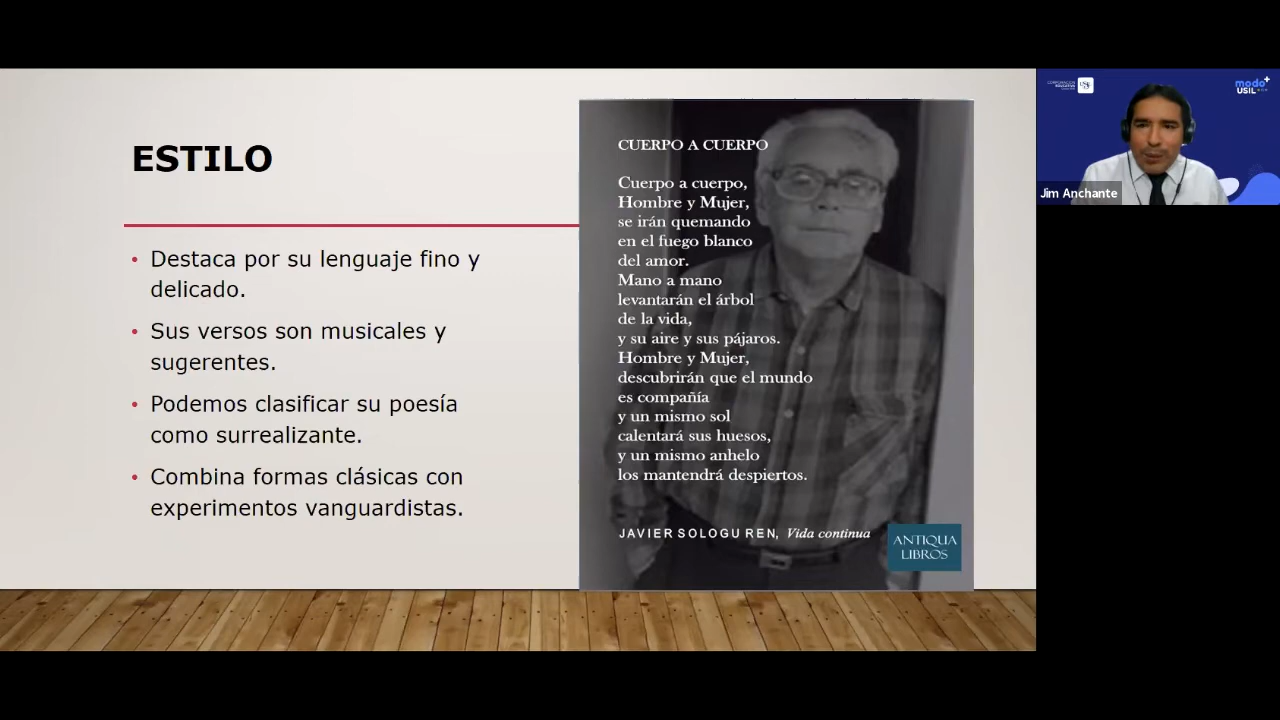 ESTILO
• Destaca por su lenguaje fino y
delicado.
• Sus versos son musicales y
sugerentes.
• Podemos clasificar su poesía
como surrealizante.
• Combina formas clásicas con
experimentos vanguardistas.
CUERPO A CUERPO
Cuerpo a cuerpo,
Hombre y Mujer,
se irán quemando
en el fuego blanco
del amor.
Mano a mano
levantarán el árbol
de la vida,
y su aire y sus pájaros.
Hombre y Mujer,
descubrirán que el mundo
es compañía
y un mismo sol
calentará sus huesos,
y un mismo anhelo
los mantendrá despiertos.
JAVIER SOLOGU REN, Vida continua
ANTIQUA
LIBROS
modo
USIL
Jim Anchante